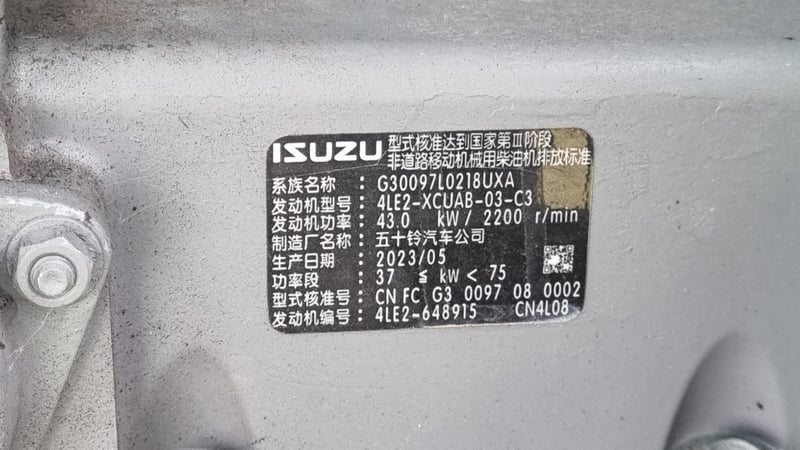 ISUZU
型式核准达到国家第Ⅲ阶段
非道路移动机械用柴油机排放标准
系族名称 : G30097L0218UXA
发动机型号 : 4LE2-XCUAB-03-C3
发动机功率 : 43.0 kW/ 2200 r/min
制造厂名称 : 五十铃汽车公司
生产日期 : 2023/05
功率段 : 37 ≦ kW < 75
型式核准号 : CN FC G3 0097 08 0002
发动机编号 : 4LE2-648915 CN4L08